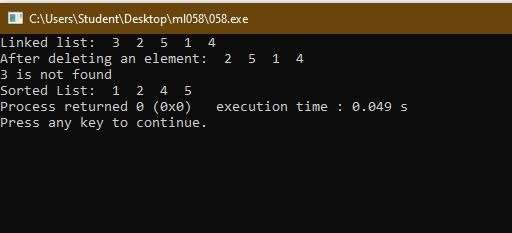 C:\Users\Student\Desktop\ml058\058.exe
Linked list:  3  2  5  1  4
After deleting an element:  2  5  1  4
3 is not found
Sorted List:  1  2  4  5
Process returned 0 (0x0)   execution time : 0.049 s
Press any key to continue.